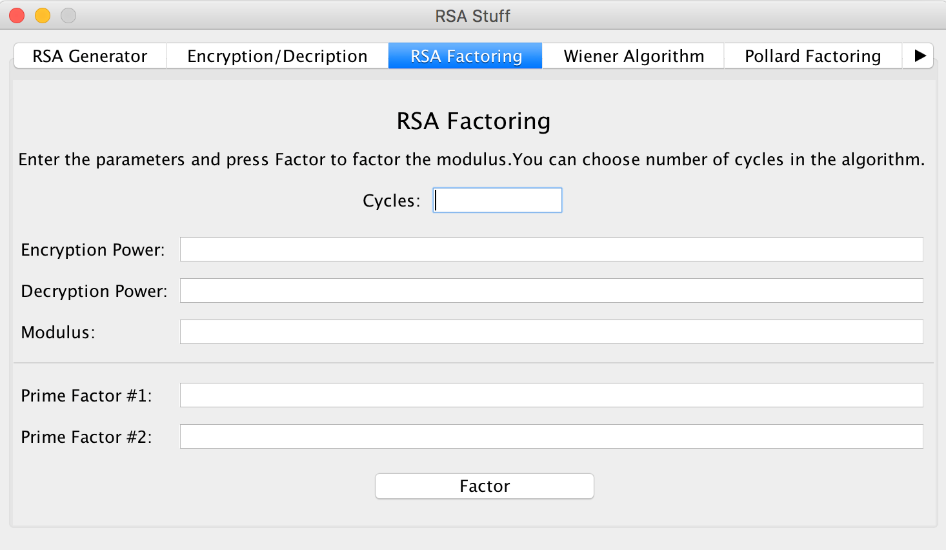 RSA Stuff
RSA Generator Encryption/Decription RSA Factoring Wiener Algorithm Pollard Factoring
RSA Factoring
Enter the parameters and press Factor to factor the modulus.You can choose number of cycles in the algorithm.
Cycles:
Encryption Power:
Decryption Power:
Modulus:
Prime Factor #1:
Prime Factor #2:
Factor